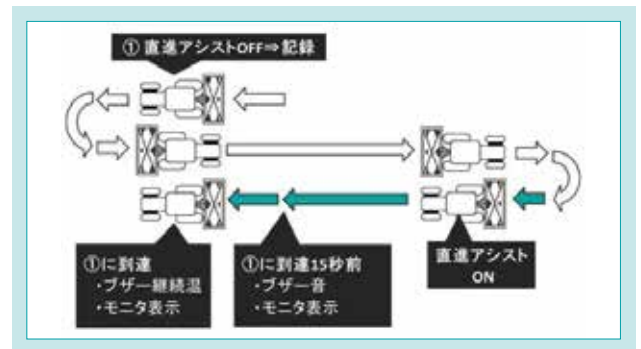 ① 直進アシストOFF⇒記録
①に到達
・ブザー継続温
・モニタ表示
①に到達15秒前
・ブザー音
・モニタ表示
直進アシスト
ON